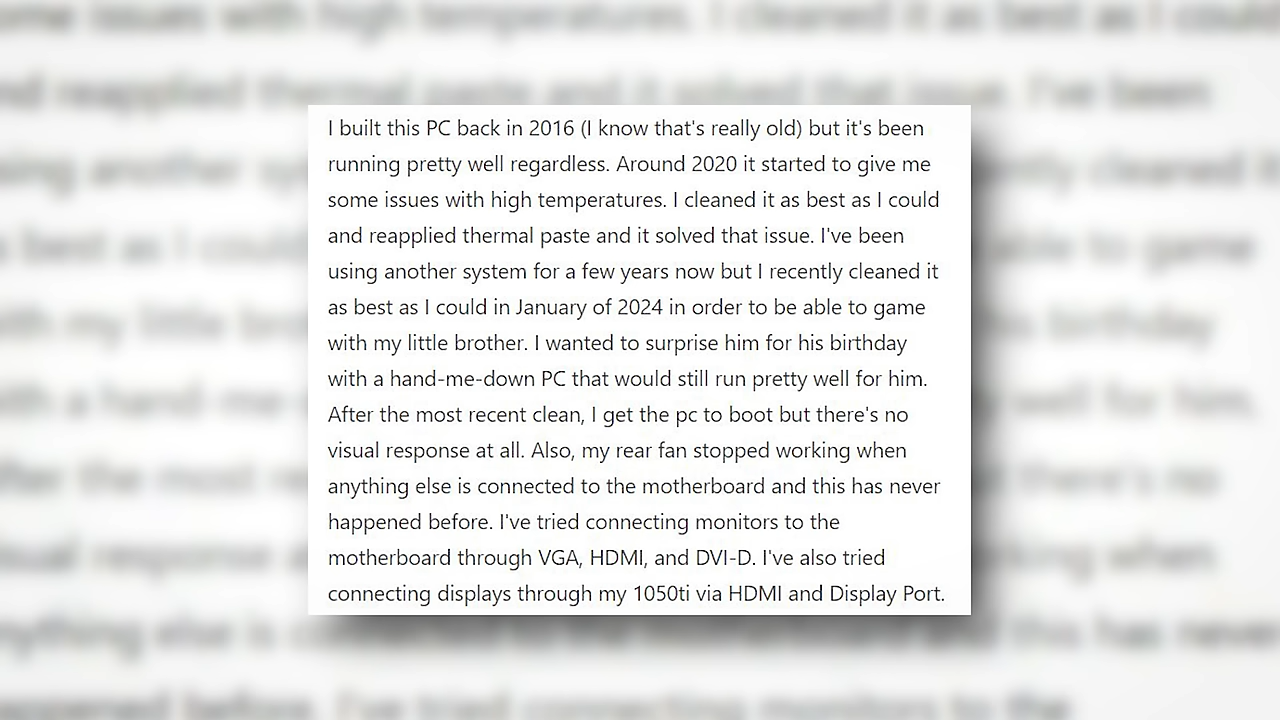 I built this PC back in 2016 (I know that's really old) but it's been
running pretty well regardless. Around 2020 it started to give me
some issues with high temperatures. I cleaned it as best as I could
and reapplied thermal paste and it solved that issue. I've been
using another system for a few years now but I recently cleaned it
as best as I could in January of 2024 in order to be able to game
with my little brother. I wanted to surprise him for his birthday
with a hand-me-down PC that would still run pretty well for him.
After the most recent clean, I get the pc to boot but there's no
visual response at all. Also, my rear fan stopped working when
anything else is connected to the motherboard and this has never
happened before. I've tried connecting monitors to the
motherboard through VGA, HDMI, and DVI-D. I've also tried
connecting displays through my 1050ti via HDMI and Display Port.